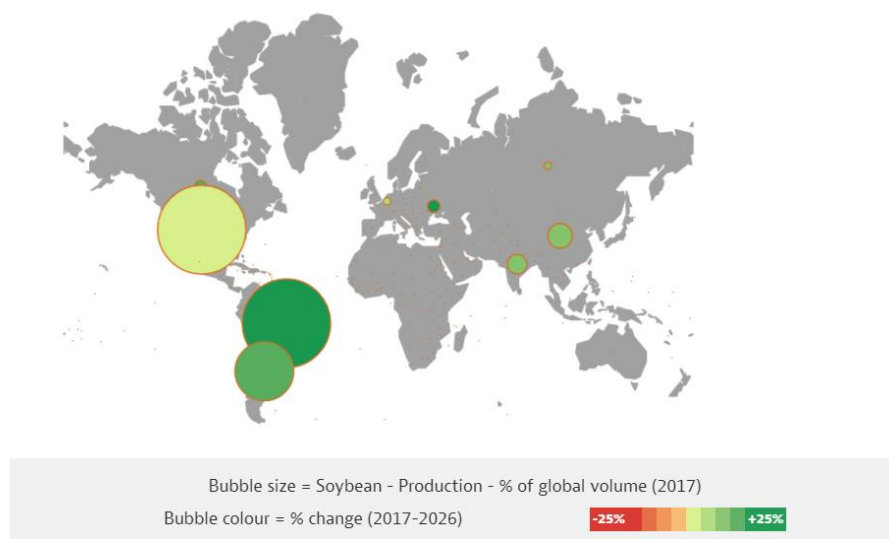 Bubble size = Soybean - Production - % of global volume (2017)
Bubble colour = % change (2017-2026)
-25% +25%